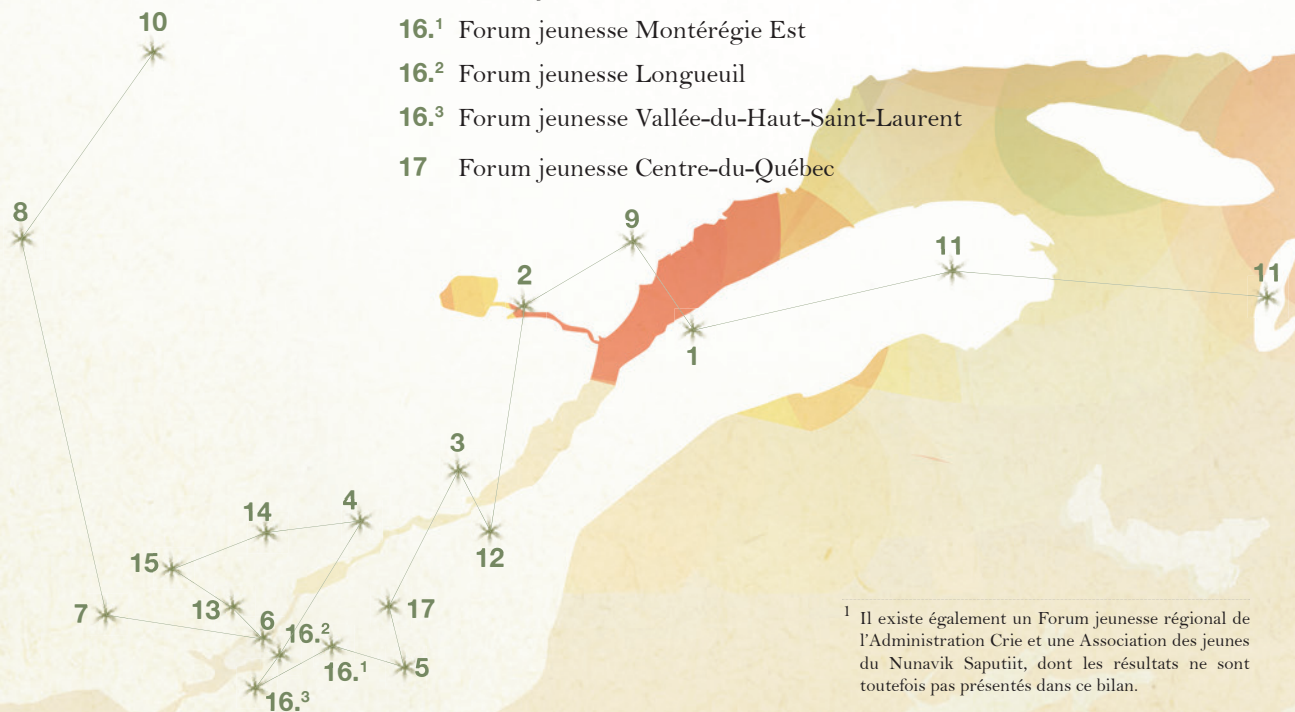 10
16.¹ Forum jeunesse Montérégie Est
16.² Forum jeunesse Longueuil
16.³ Forum jeunesse Vallée-du-Haut-Saint-Laurent
17 Forum jeunesse Centre-du-Québec
8
9
2
11
11
1
3
4
14
12
15
13
7
6
17
16.²
16.¹
5
16.³
¹ Il existe également un Forum jeunesse régional de
l'Administration Crie et une Association des jeunes
du Nunavik Saputiit, dont les résultats ne sont
toutefois pas présentés dans ce bilan.